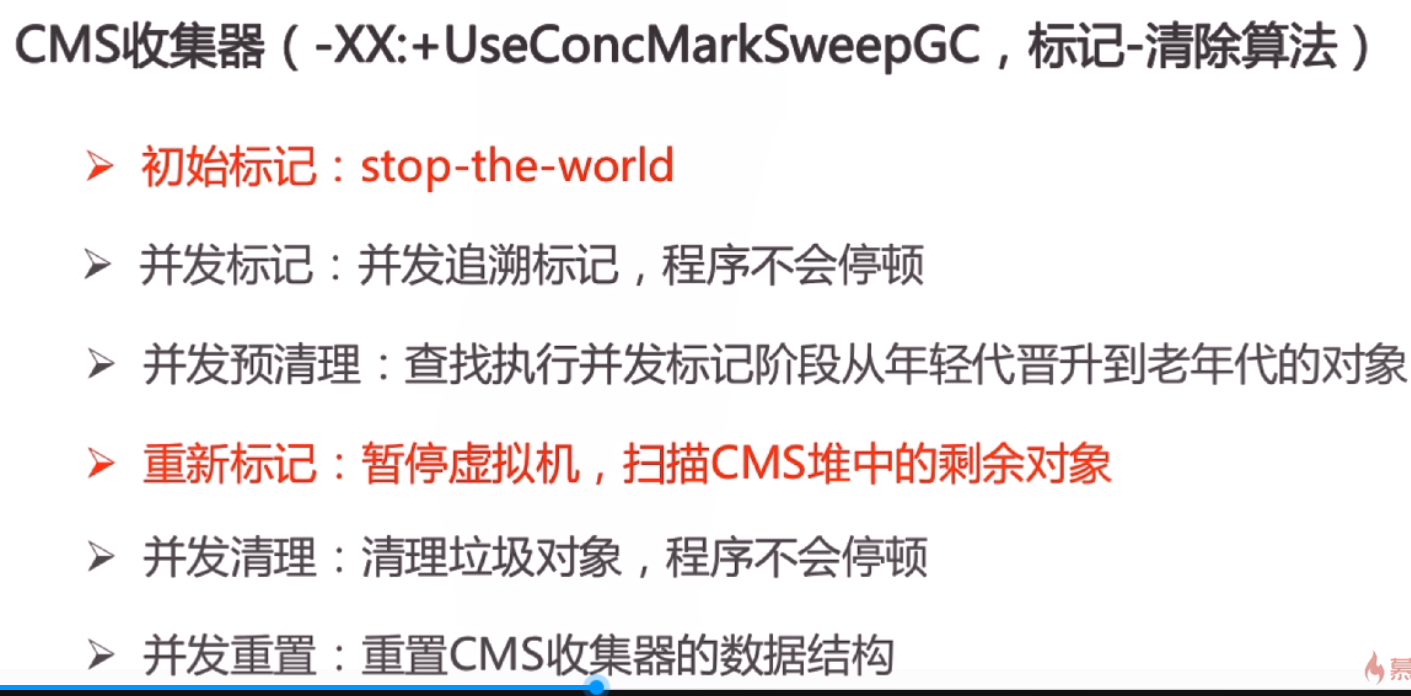 CMS收集器（-XX:+UseConcMarkSweepGC，标记-清除算法）
初始标记：stop-the-world
并发标记：并发追溯标记，程序不会停顿
并发预清理：查找执行并发标记阶段从年轻代晋升到老年代的对象
重新标记：暂停虚拟机，扫描CMS堆中的剩余对象
并发清理：清理垃圾对象，程序不会停顿
并发重置：重置CMS收集器的数据结构
慕